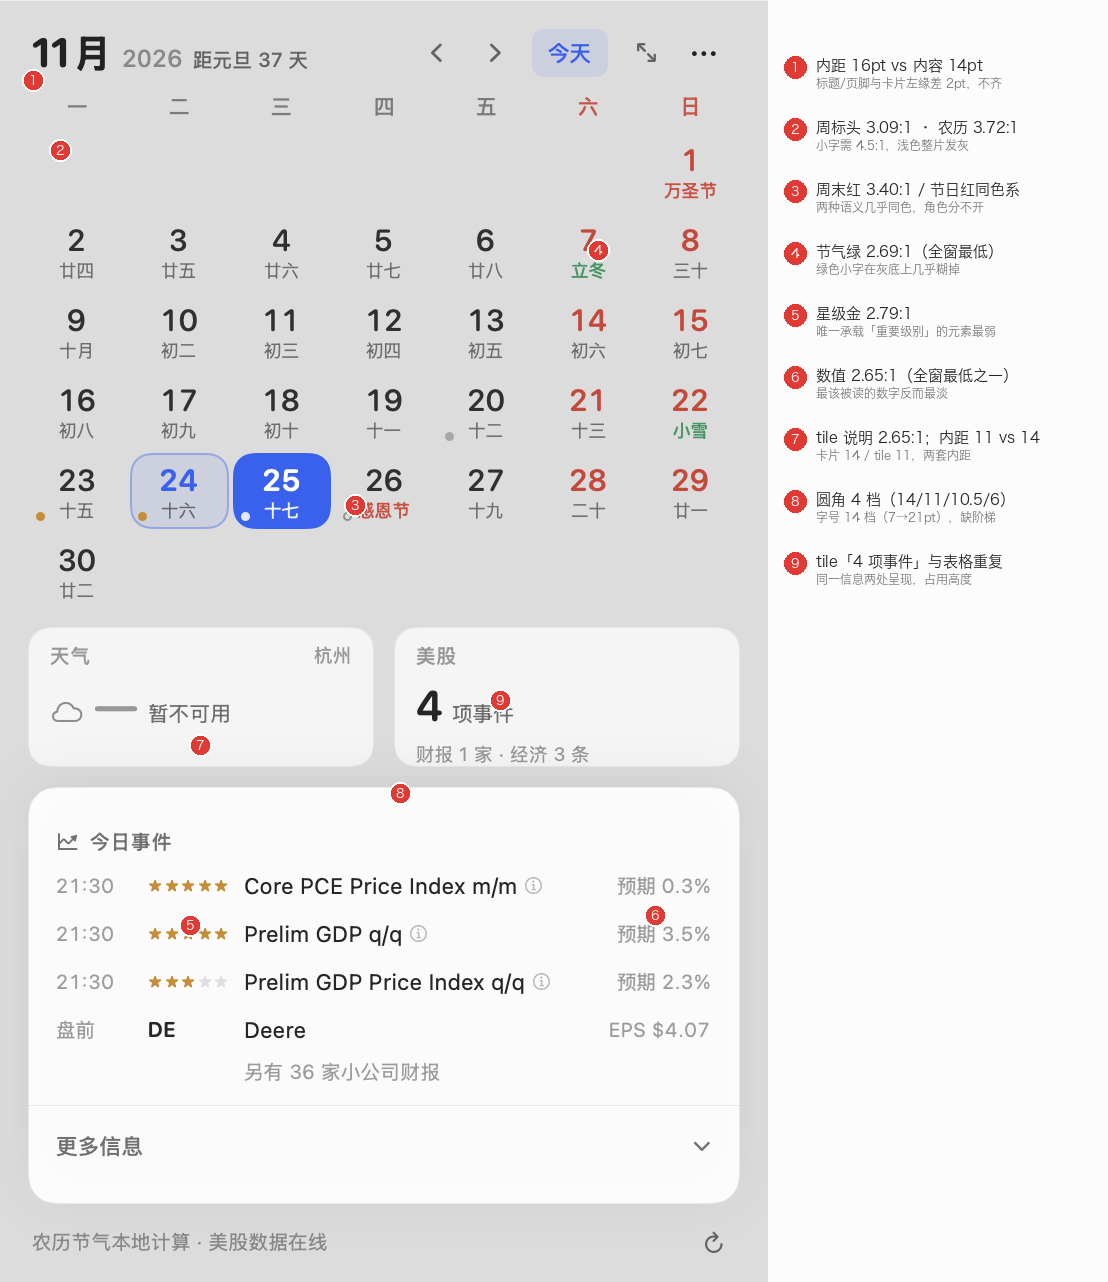 11月 2026 距元旦 37 天 今天
1
一 二 三 四 五 六 日
2
1
万圣节
2 3 4 5 6 7 8
4
廿四 廿五 廿六 廿七 廿八 立冬 三十
9 10 11 12 13 14 15
十月 初二 初三 初四 初五 初六 初七
16 17 18 19 20 21 22
初八 初九 初十 十一 十二 十三 小雪
23 24 25 26 27 28 29
3
十五 十六 十七 感恩节 十九 二十 廿一
30
廿二
天气 杭州
暂不可用
7
美股
9
4 项事件
财报 1 家 · 经济 3 条
8
今日事件
21:30 ★★★★★ Core PCE Price Index m/m ⓘ 预期 0.3%
5 6
21:30 ★★★★★ Prelim GDP q/q ⓘ 预期 3.5%
21:30 ★★★★★ Prelim GDP Price Index q/q ⓘ 预期 2.3%
盘前 DE Deere EPS $4.07
另有 36 家小公司财报
更多信息
农历节气本地计算 · 美股数据在线
1 内距 16pt vs 内容 14pt
标题/页脚与卡片左缘差 2pt，不齐
2 周标头 3.09:1 · 农历 3.72:1
小字需 4.5:1，浅色整片发灰
3 周末红 3.40:1 / 节日红同色系
两种语义几乎同色，角色分不开
4 节气绿 2.69:1（全窗最低）
绿色小字在灰底上几乎糊掉
5 星级金 2.79:1
唯一承载「重要级别」的元素最弱
6 数值 2.65:1（全窗最低之一）
最该被读的数字反而最淡
7 tile 说明 2.65:1；内距 11 vs 14
卡片 14 / tile 11，两套内距
8 圆角 4 档（14/11/10.5/6）
字号 14 档（7→21pt），缺阶梯
9 tile「4 项事件」与表格重复
同一信息两处呈现，占用高度